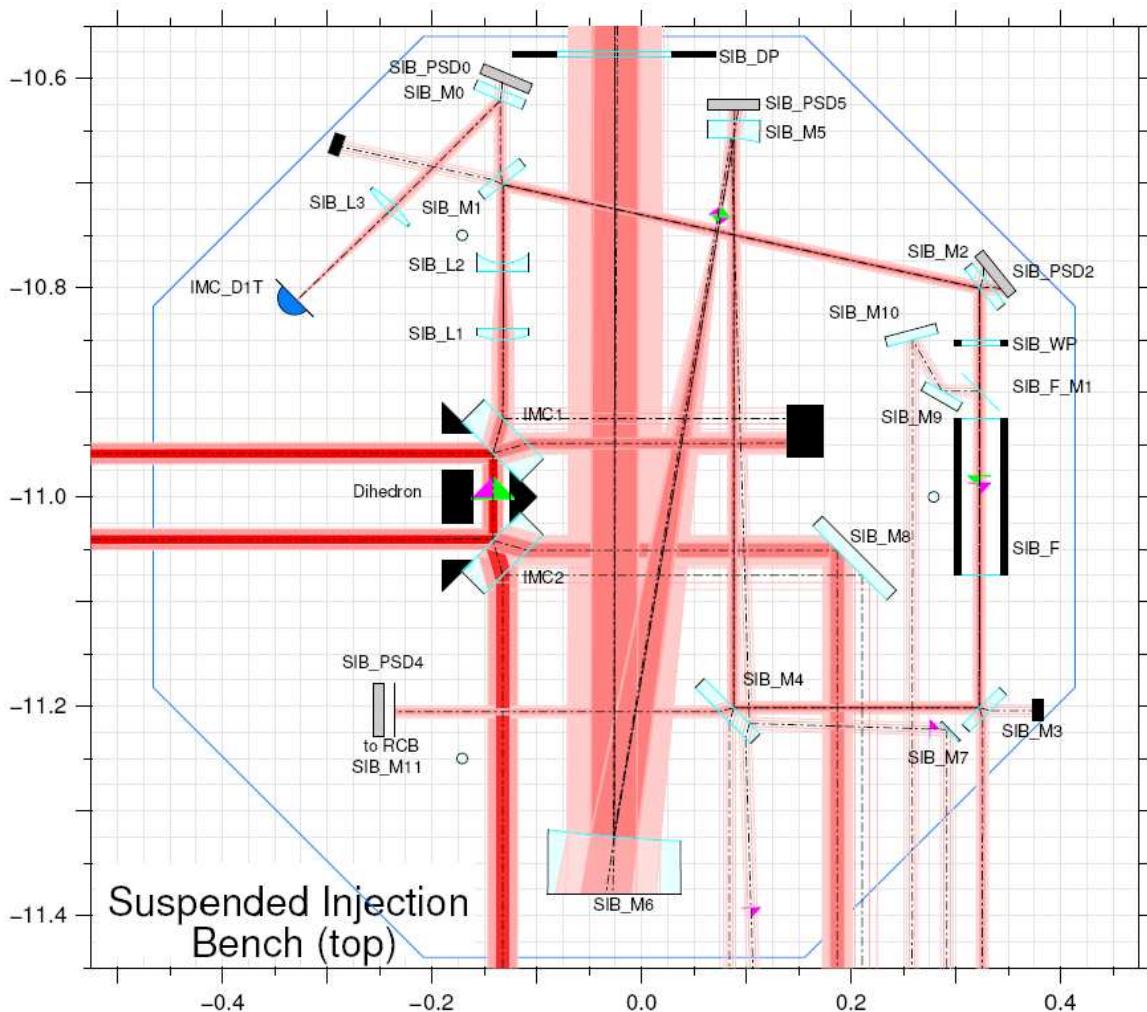 −10.6
−10.8
−11.0
−11.2
−11.4
SIB_PSD0
SIB_M0
SIB_DP
SIB_PSD5
SIB_M5
SIB_L3
SIB_M1
SIB_M2
SIB_PSD2
SIB_L2
IMC_D1T
SIB_M10
SIB_L1
SIB_WP
SIB_F_M1
IMC1
SIB_M9
Dihedron
SIB_M8
SIB_F
IMC2
SIB_PSD4
SIB_M4
SIB_M3
to RCB
SIB_M11
SIB_M7
SIB_M6
Suspended Injection
Bench (top)
−0.4
−0.2
0.0
0.2
0.4